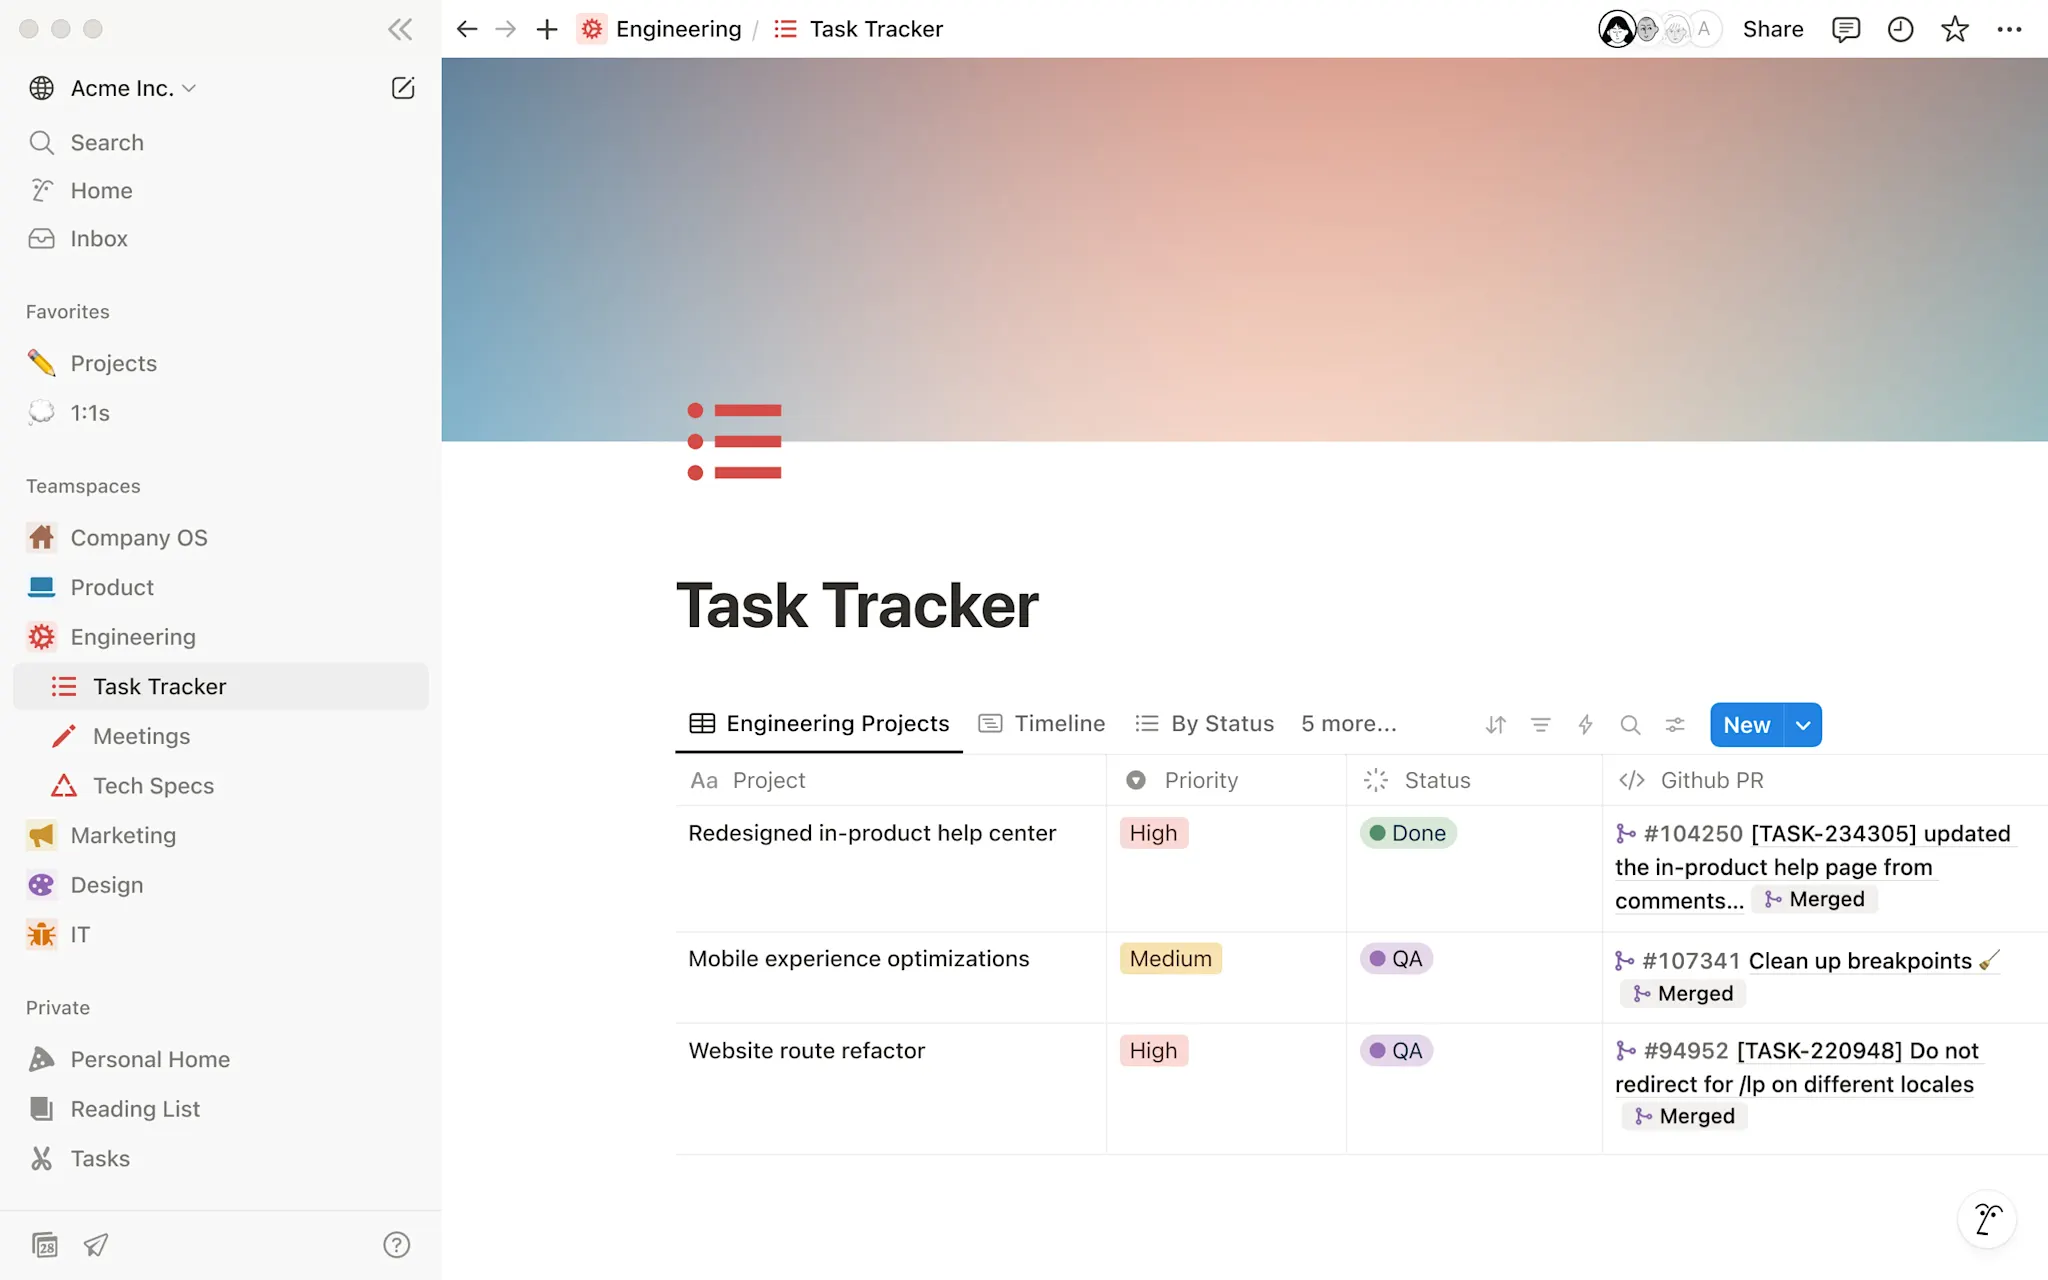 Acme Inc.
Search
Home
Inbox
Favorites
Projects
1:1s
Teamspaces
Company OS
Product
Engineering
Task Tracker
Meetings
Tech Specs
Marketing
Design
IT
Private
Personal Home
Reading List
Tasks
28
?
Engineering / Task Tracker
A
Share
Task Tracker
Engineering Projects
Timeline
By Status
5 more...
New
Aa Project
Priority
Status
</> Github PR
Redesigned in-product help center
High
Done
#104250 [TASK-234305] updated
the in-product help page from
comments... Merged
Mobile experience optimizations
Medium
QA
#107341 Clean up breakpoints 🧹
Merged
Website route refactor
High
QA
#94952 [TASK-220948] Do not
redirect for /lp on different locales
Merged